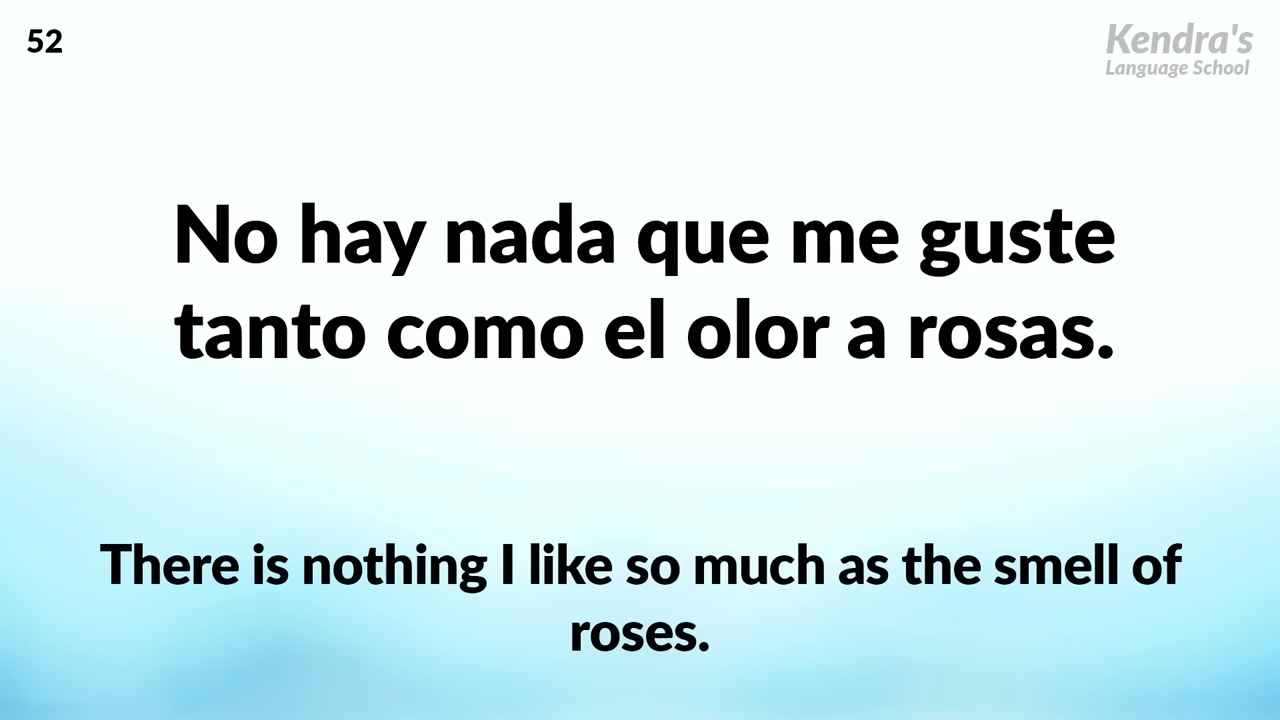 52
Kendra's
Language School
No hay nada que me guste
tanto como el olor a rosas.
There is nothing I like so much as the smell of
roses.